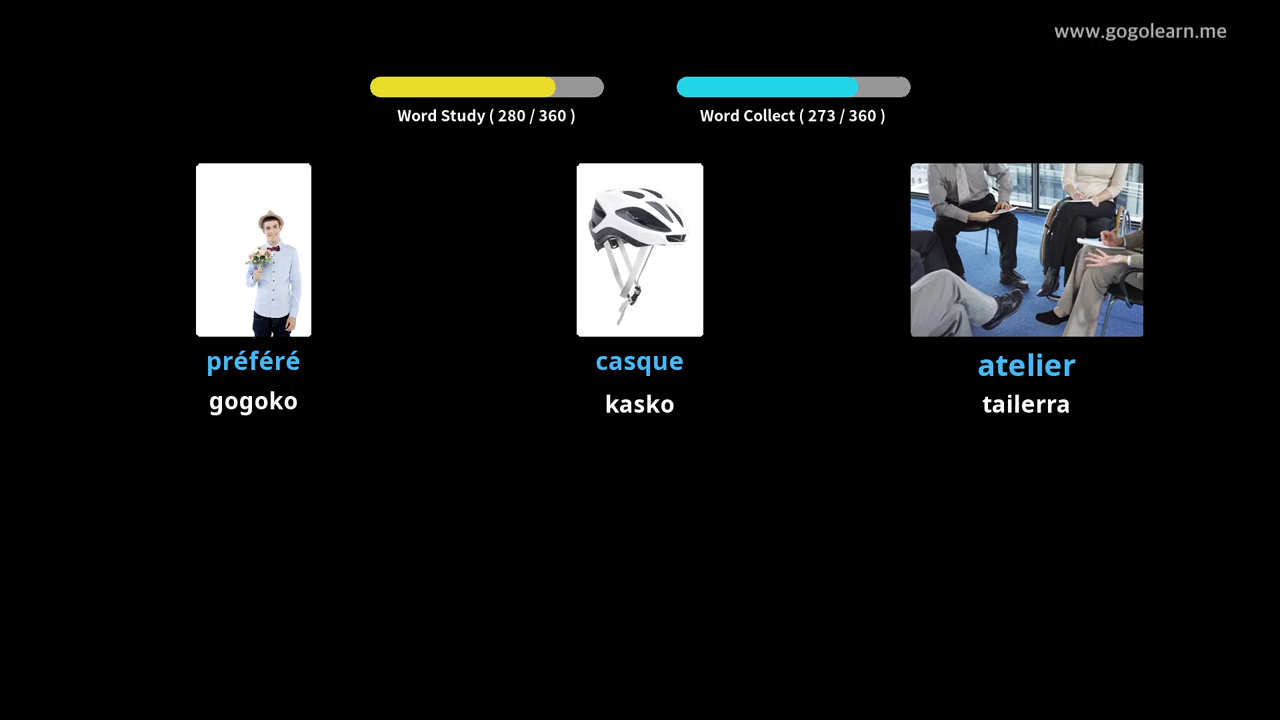 www.gogolearn.me
Word Study ( 280 / 360 )
Word Collect ( 273 / 360 )
préféré
casque
atelier
gogoko
kasko
tailerra